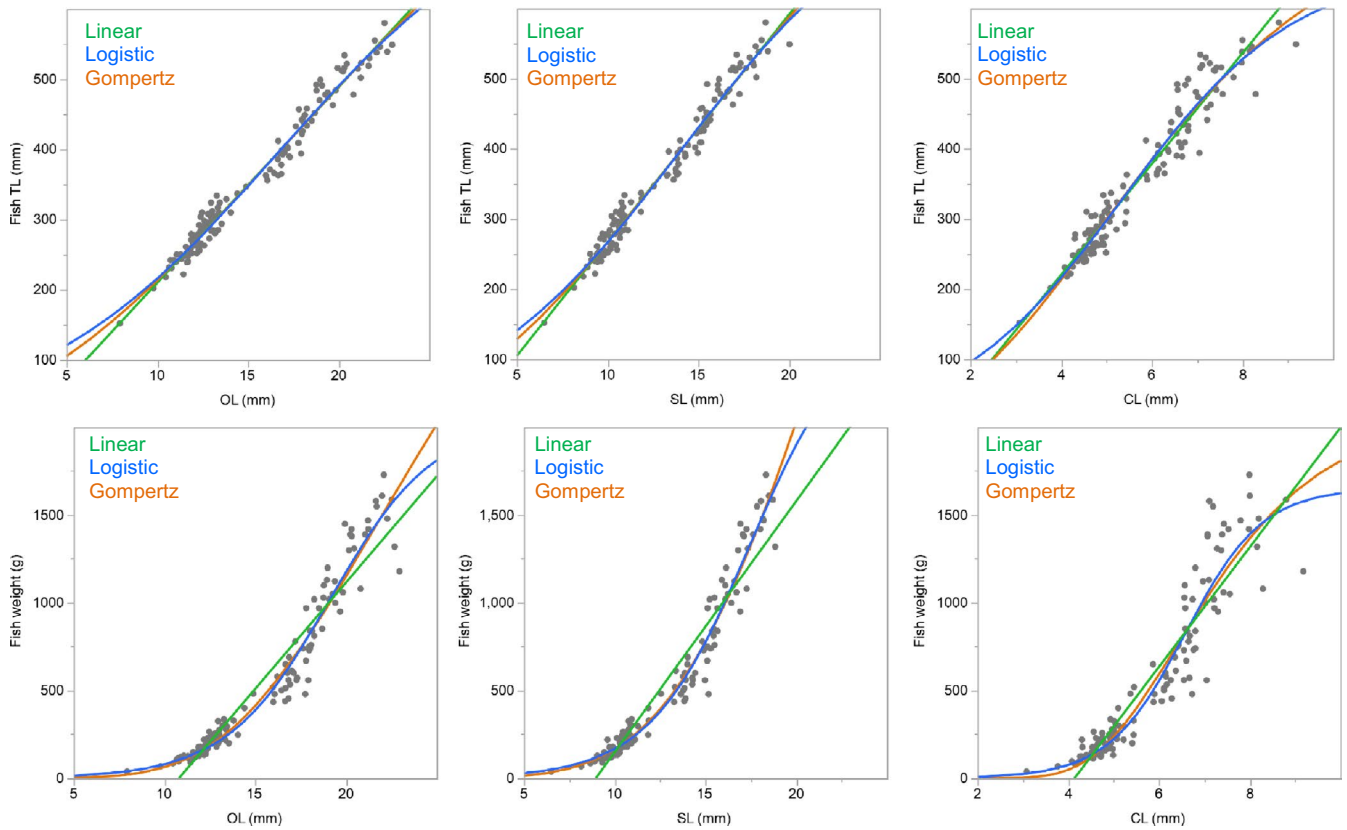 Linear
Logistic
Gompertz
500
400
300
200
100
Fish TL (mm)
5
10
15
20
OL (mm)
Linear
Logistic
Gompertz
500
400
300
200
100
Fish TL (mm)
5
10
15
20
SL (mm)
Linear
Logistic
Gompertz
500
400
300
200
100
Fish TL (mm)
2
4
6
8
CL (mm)
Linear
Logistic
Gompertz
1500
1000
500
0
Fish weight (g)
5
10
15
20
OL (mm)
Linear
Logistic
Gompertz
1,500
1,000
500
0
Fish weight (g)
5
10
15
20
SL (mm)
Linear
Logistic
Gompertz
1500
1000
500
0
Fish weight (g)
2
4
6
8
CL (mm)